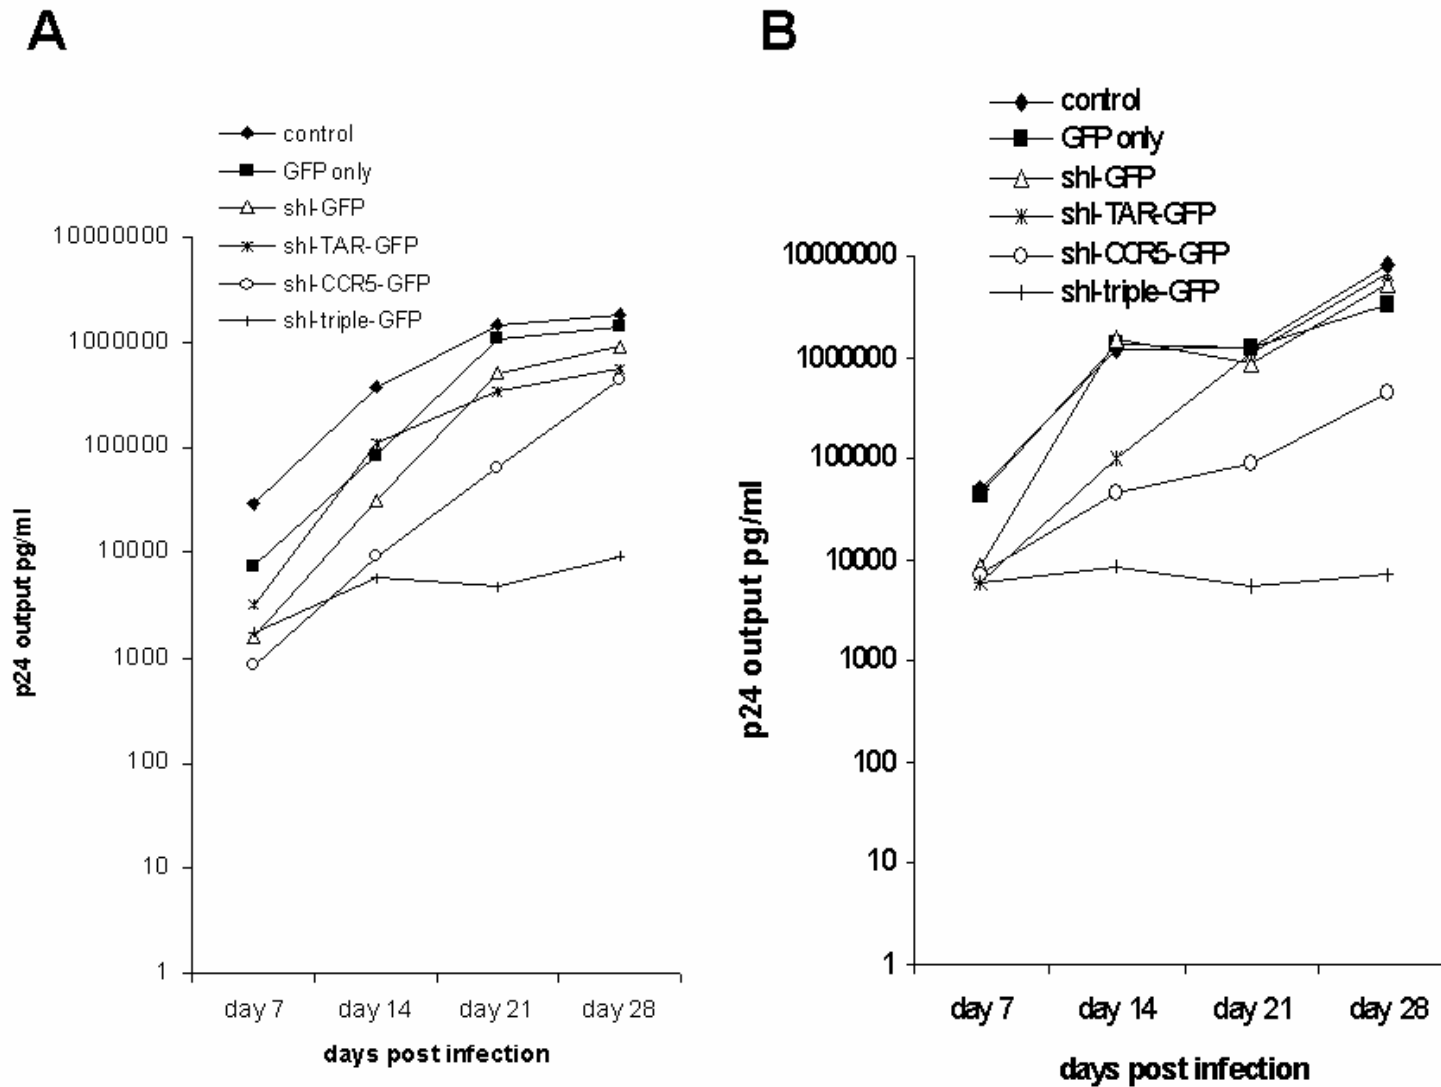 A
control
GFP only
shI-GFP
shI-TAR-GFP
shI-CCR5-GFP
shI-triple-GFP
10000000
1000000
100000
10000
1000
100
10
1
p24 output pg/ml
day 7 day 14 day 21 day 28
days post infection
B
control
GFP only
shI-GFP
shI-TAR-GFP
shI-CCR5-GFP
shI-triple-GFP
10000000
1000000
100000
10000
1000
100
10
1
p24 output pg/ml
day 7 day 14 day 21 day 28
days post infection